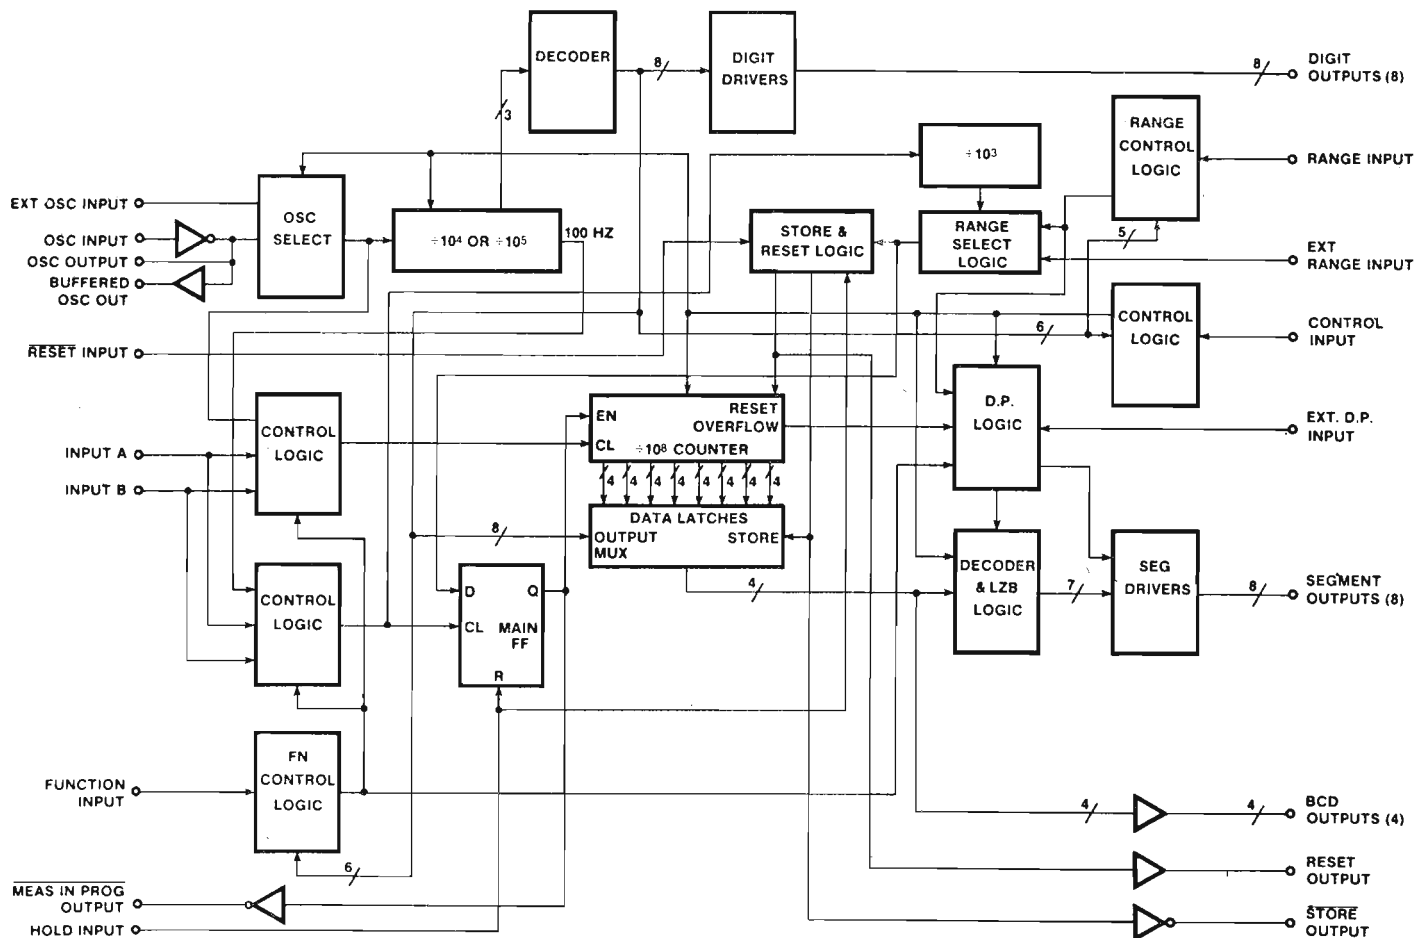 DECODER
8
DIGIT
DRIVERS
8
DIGIT
OUTPUTS (8)
3
÷10³
RANGE
CONTROL
LOGIC
RANGE INPUT
EXT OSC INPUT
OSC INPUT
OSC OUTPUT
BUFFERED
OSC OUT
OSC
SELECT
÷10⁴ OR ÷10⁵
100 HZ
STORE &
RESET LOGIC
RANGE
SELECT
LOGIC
5
EXT
RANGE INPUT
RESET INPUT
6
CONTROL
LOGIC
CONTROL
INPUT
INPUT A
INPUT B
CONTROL
LOGIC
EN
RESET
OVERFLOW
CL
÷10⁸ COUNTER
D.P.
LOGIC
EXT. D.P.
INPUT
4 4 4 4 4 4 4 4
8
DATA LATCHES
OUTPUT
MUX
STORE
CONTROL
LOGIC
D
Q
CL
MAIN
FF
R
4
DECODER
& LZB
LOGIC
7
SEG
DRIVERS
8
SEGMENT
OUTPUTS (8)
FUNCTION
INPUT
FN
CONTROL
LOGIC
6
4
4
BCD
OUTPUTS (4)
RESET
OUTPUT
MEAS IN PROG
OUTPUT
HOLD INPUT
STORE
OUTPUT